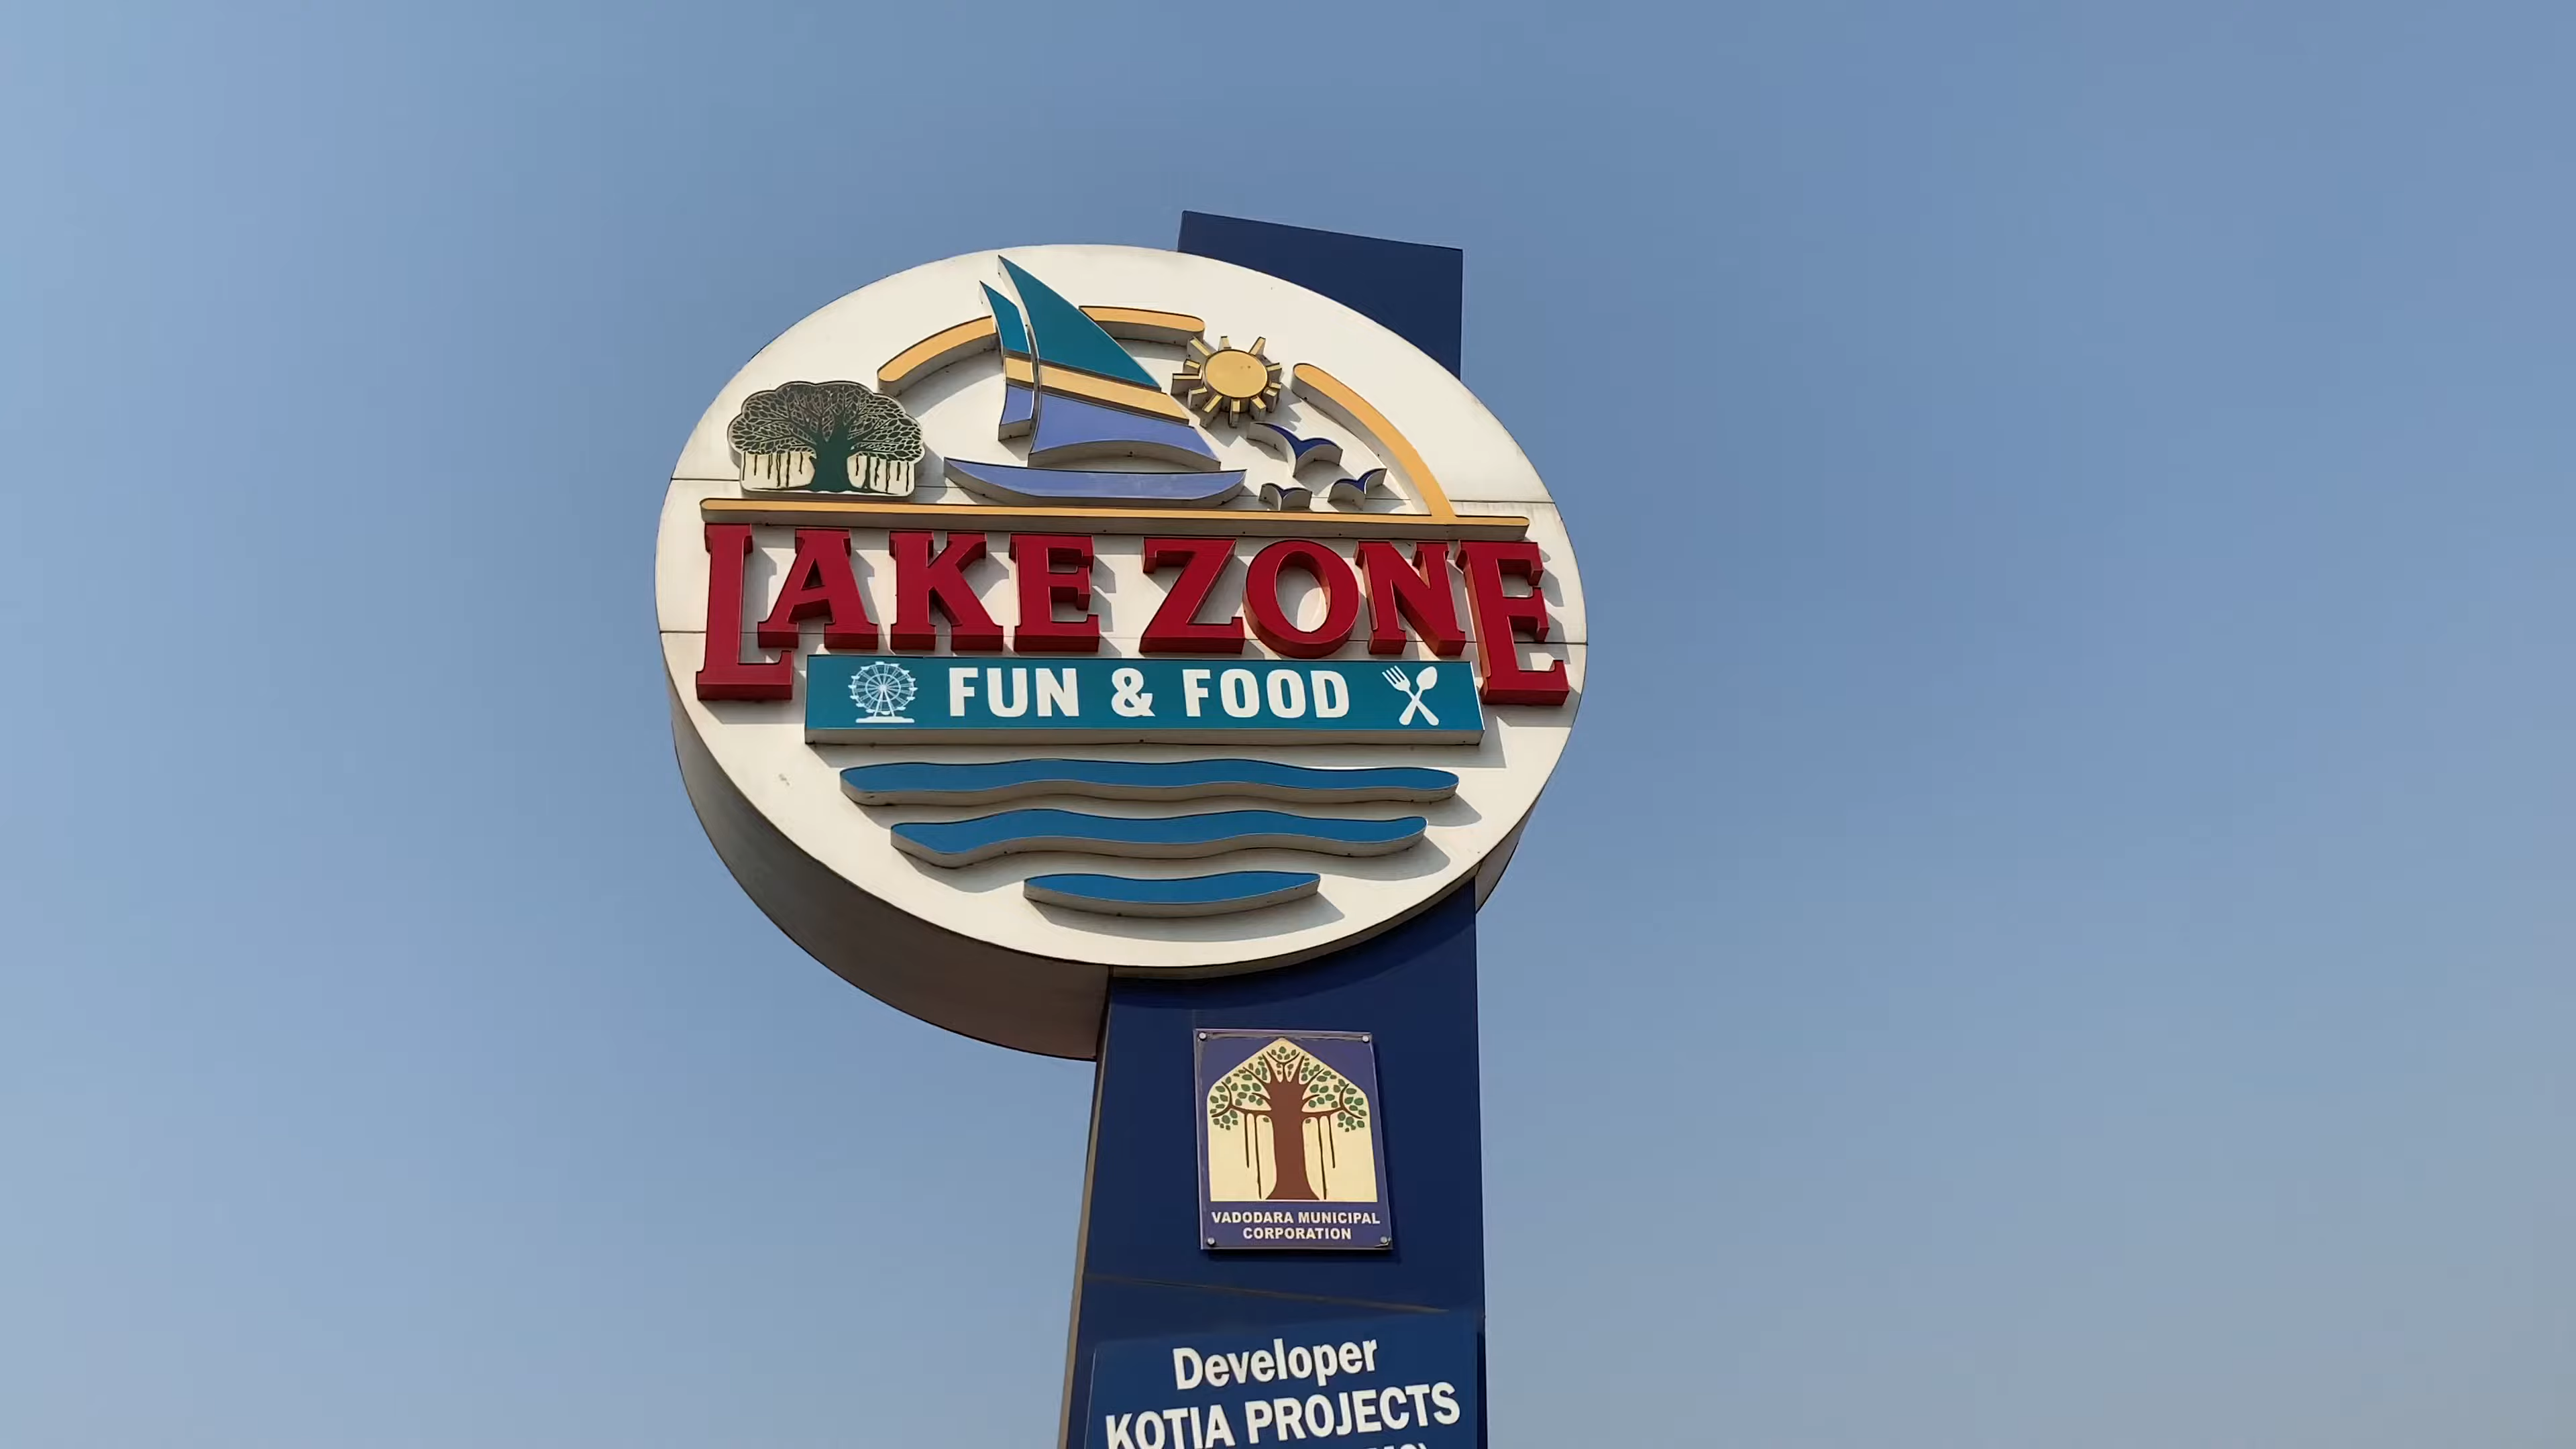 LAKE ZONE
FUN & FOOD
VADODARA MUNICIPAL
CORPORATION
Developer
KOTIA PROJECTS